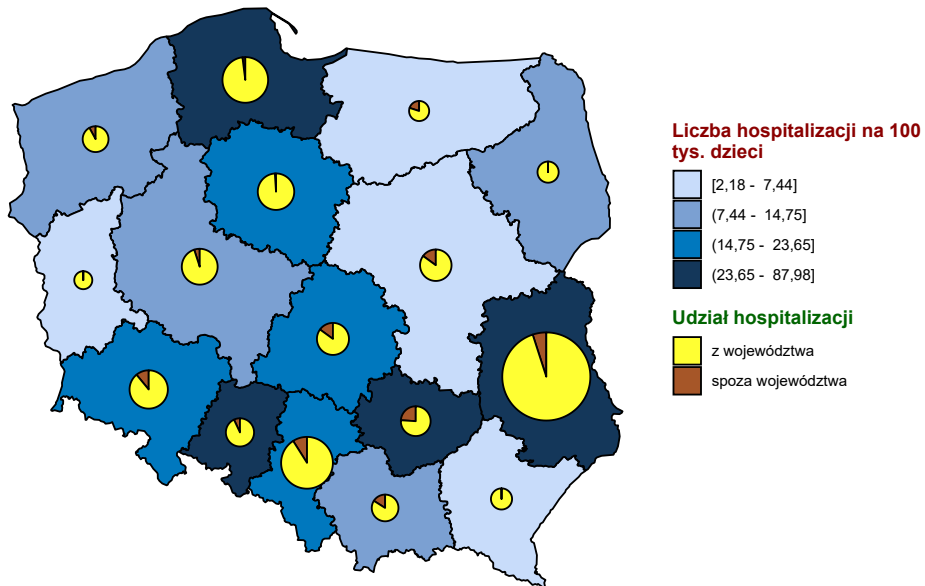 Liczba hospitalizacji na 100
tys. dzieci
[2,18 - 7,44]
(7,44 - 14,75]
(14,75 - 23,65]
(23,65 - 87,98]
Udział hospitalizacji
z województwa
spoza województwa